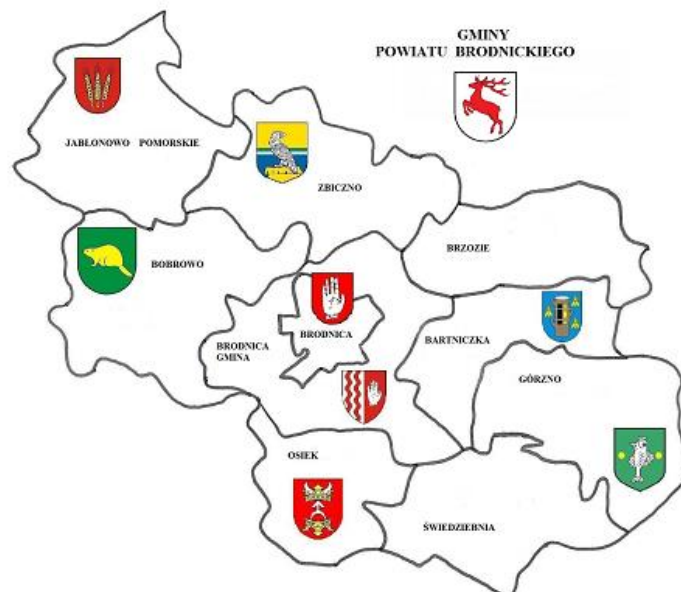 GMINY
POWIATU BRODNICKIEGO
JABŁONOWO POMORSKIE
ZBICZNO
BOBROWO
BRZOZIE
BRODNICA
BRODNICA
GMINA
BARTNICZKA
GÓRZNO
OSIEK
ŚWIEDZIEBNIA